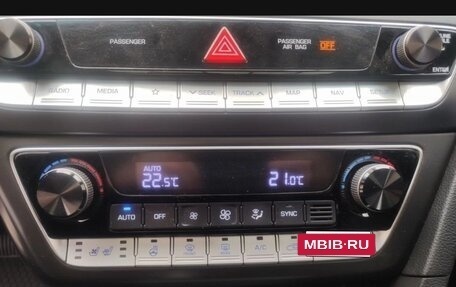 PASSENGER
PASSENGER AIR BAG OFF
ENTER
RADIO MEDIA SEEK TRACK MAP NAV
AUTO
22.5°C 21.0°C
AUTO OFF SYNC
A/C
MBIB.RU